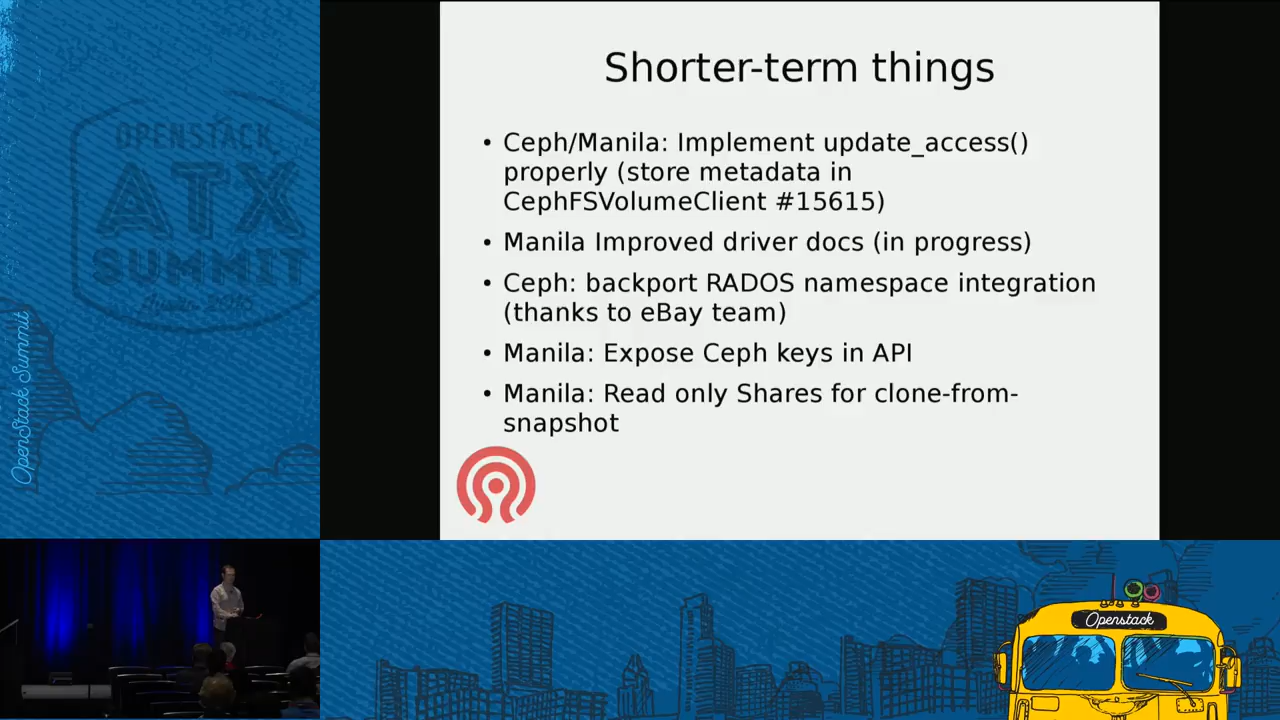 OPENSTACK
ATX
SUMMIT
Austin 2016
OpenStack Summit
Shorter-term things
• Ceph/Manila: Implement update_access()
properly (store metadata in
CephFSVolumeClient #15615)
• Manila Improved driver docs (in progress)
• Ceph: backport RADOS namespace integration
(thanks to eBay team)
• Manila: Expose Ceph keys in API
• Manila: Read only Shares for clone-from-
snapshot
Openstack